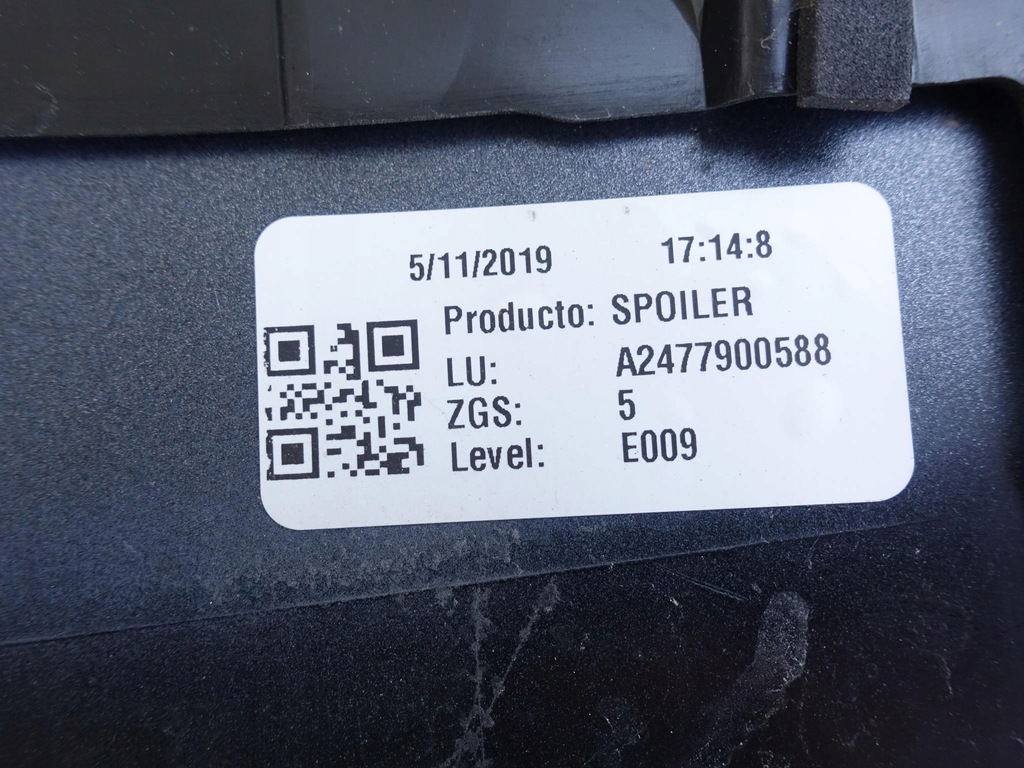 5/11/2019 17:14:8
Producto: SPOILER
LU: A2477900588
ZGS: 5
Level: E009